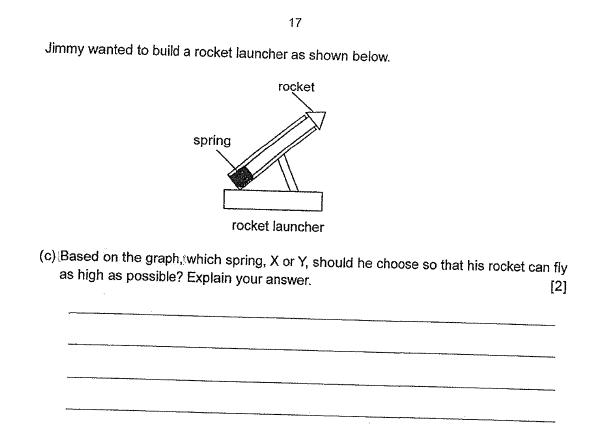 17
Jimmy wanted to build a rocket launcher as shown below.
rocket
spring
rocket launcher
(c) Based on the graph, which spring, X or Y, should he choose so that his rocket can fly
as high as possible? Explain your answer.
[2]